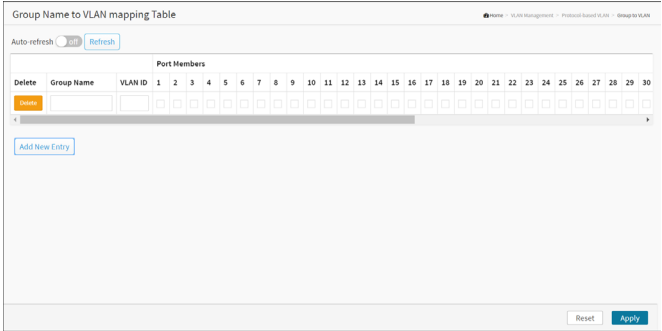 Group Name to VLAN mapping Table
Home > VLAN Management > Protocol-based VLAN > Group to VLAN
Auto-refresh off Refresh
Port Members
Delete Group Name VLAN ID 1 2 3 4 5 6 7 8 9 10 11 12 13 14 15 16 17 18 19 20 21 22 23 24 25 26 27 28 29 30
Delete
Add New Entry
Reset Apply